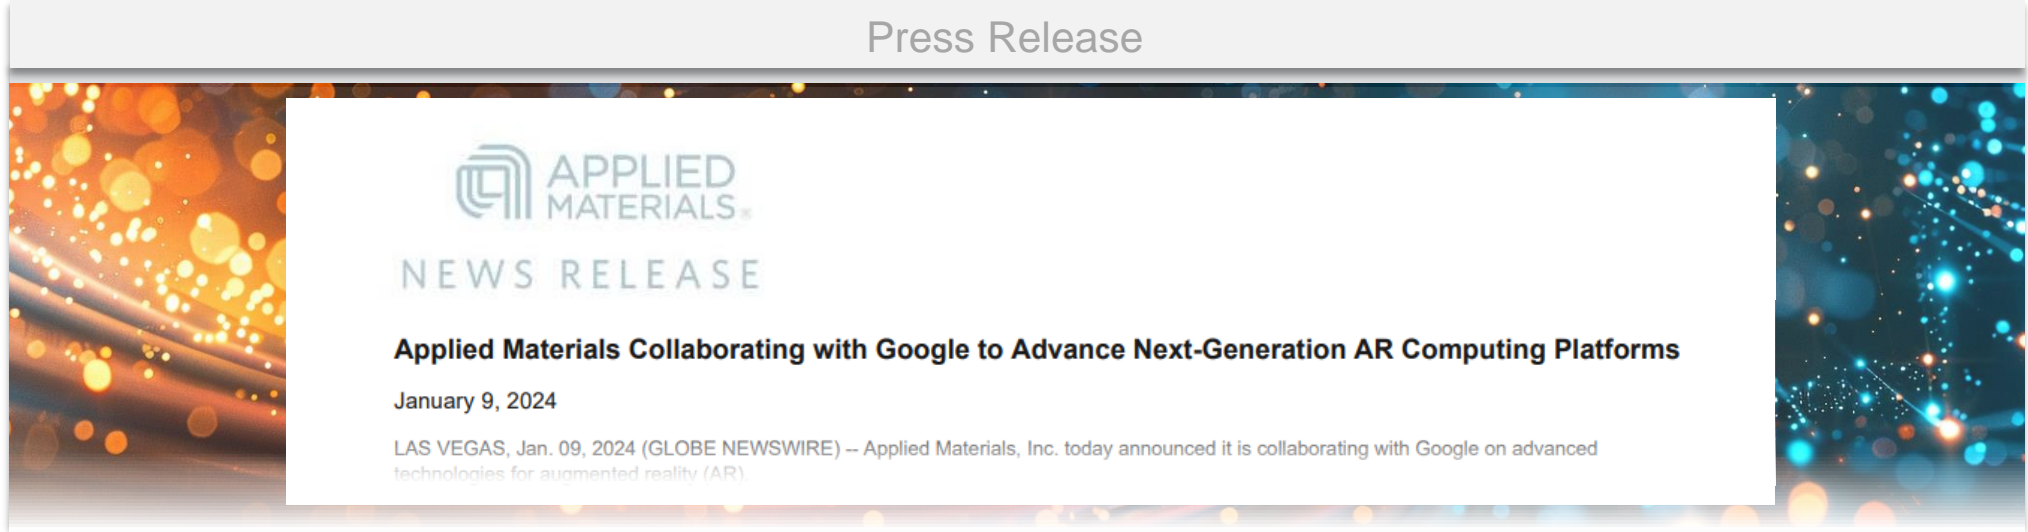 Press Release
APPLIED
MATERIALS®
NEWS RELEASE
Applied Materials Collaborating with Google to Advance Next-Generation AR Computing Platforms
January 9, 2024
LAS VEGAS, Jan. 09, 2024 (GLOBE NEWSWIRE) -- Applied Materials, Inc. today announced it is collaborating with Google on advanced
technologies for augmented reality (AR).